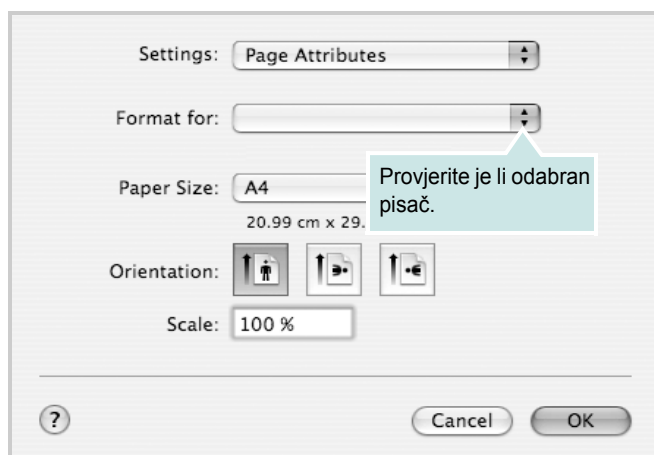 Settings: Page Attributes
Format for:
Paper Size: A4
Provjerite je li odabran
pisač.
20.99 cm x 29.
Orientation:
Scale: 100 %
?
Cancel OK